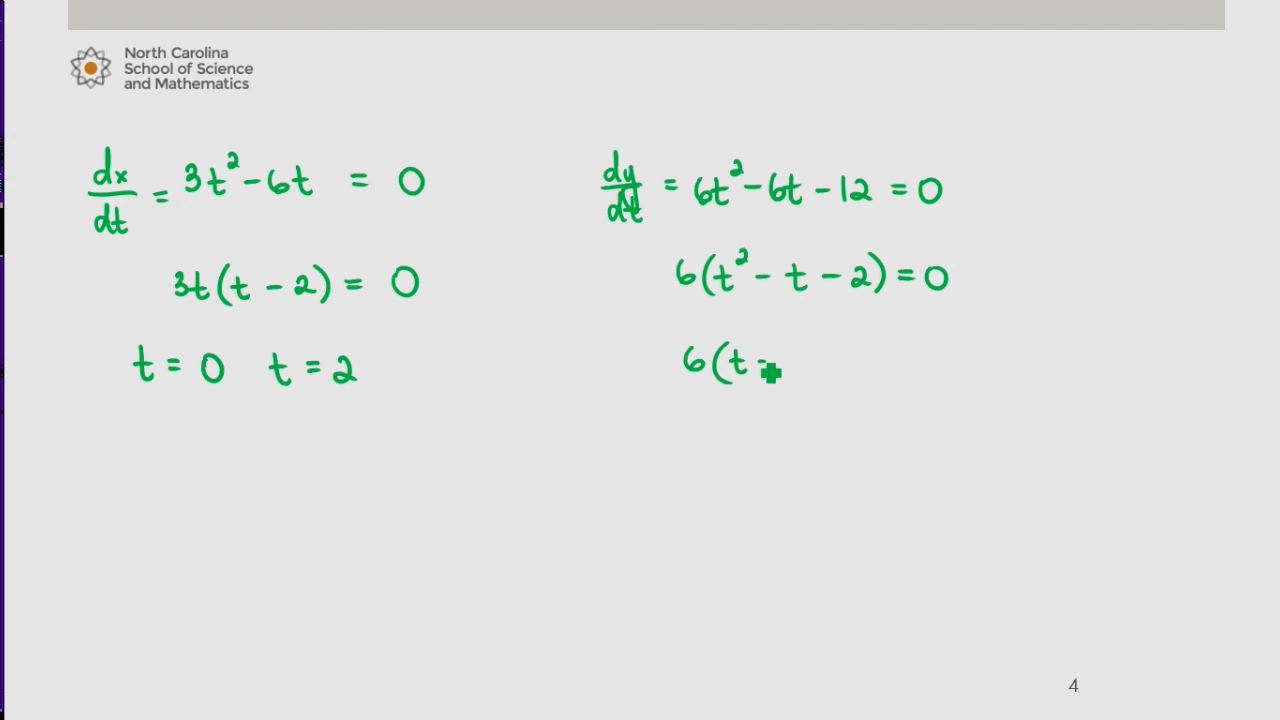 North Carolina
School of Science
and Mathematics
dx/dt = 3t² - 6t = 0
3t(t - 2) = 0
t = 0 t = 2
dy/dt = 6t² - 6t - 12 = 0
6(t² - t - 2) = 0
6(t -
4